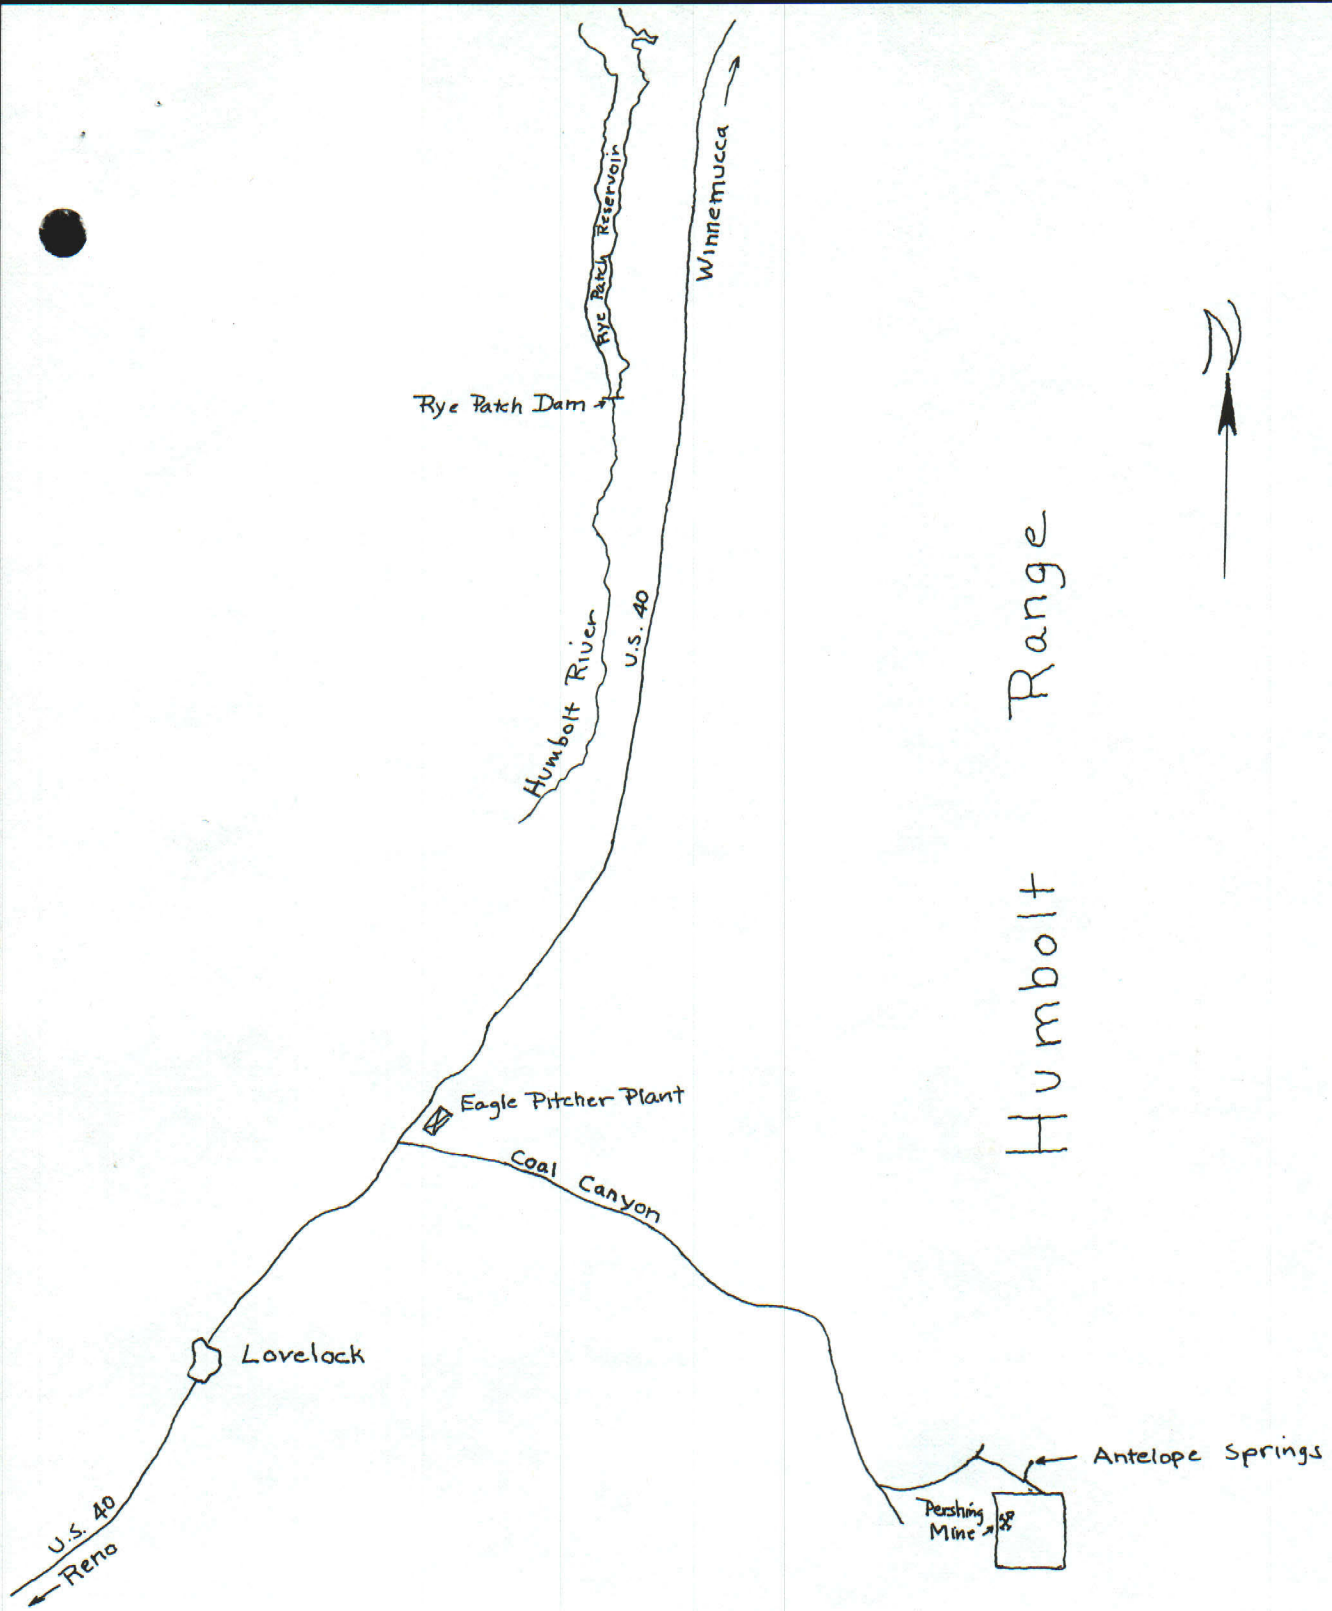 Rye Patch Reservoir
Winnemucca
N
Rye Patch Dam
Range
U.S. 40
Humbolt River
Humbolt
Eagle Pitcher Plant
Coal Canyon
Lovelock
Antelope Springs
Pershing
Mine
U.S. 40
Reno